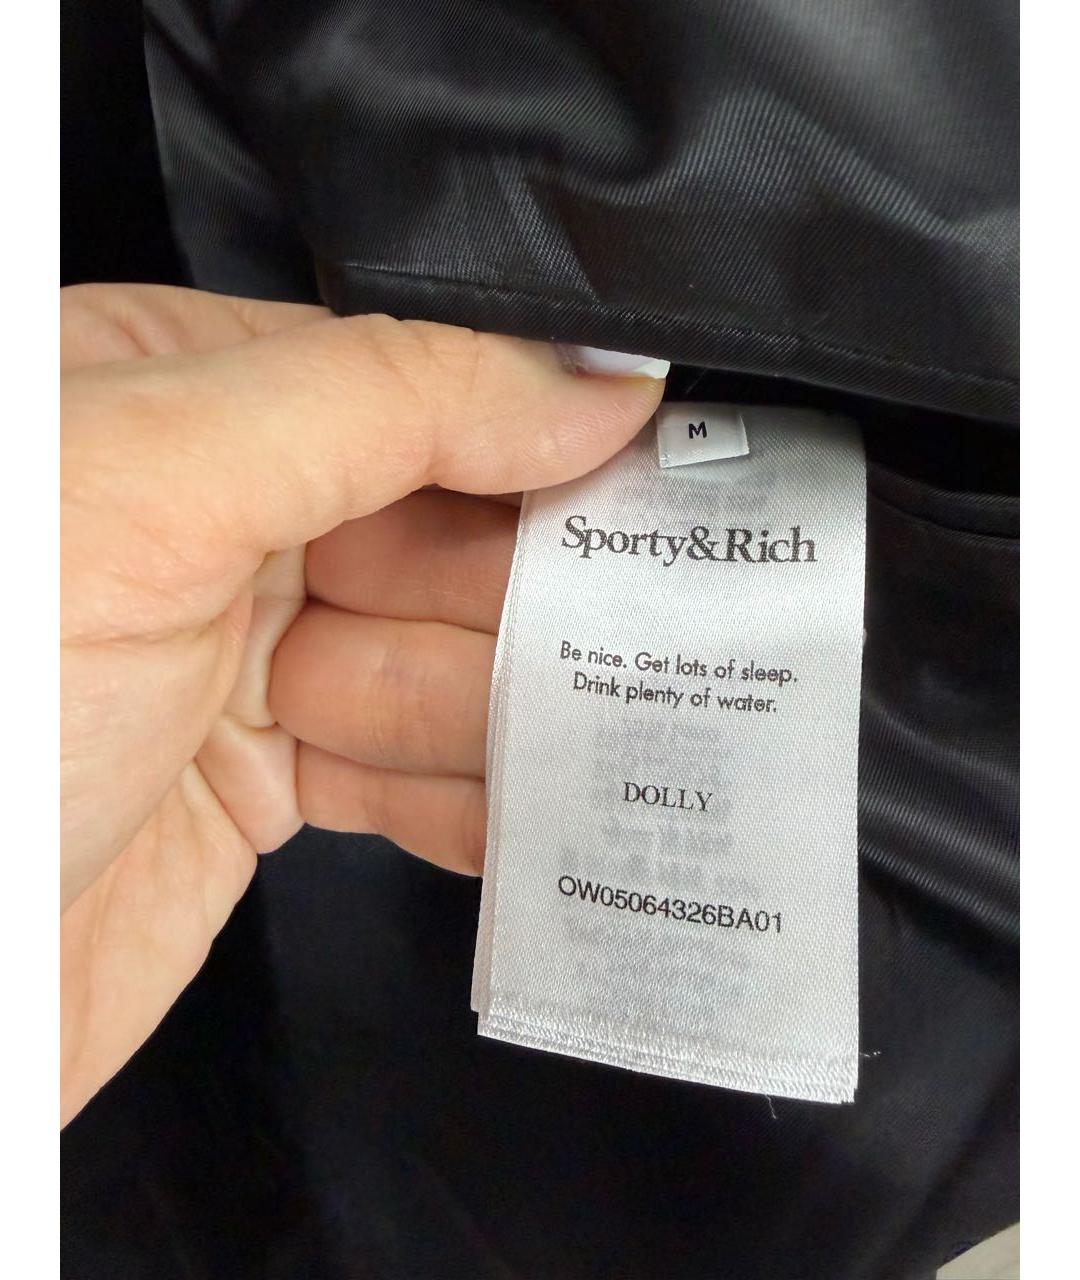 M
Sporty&Rich
Be nice. Get lots of sleep.
Drink plenty of water.
DOLLY
OW05064326BA01